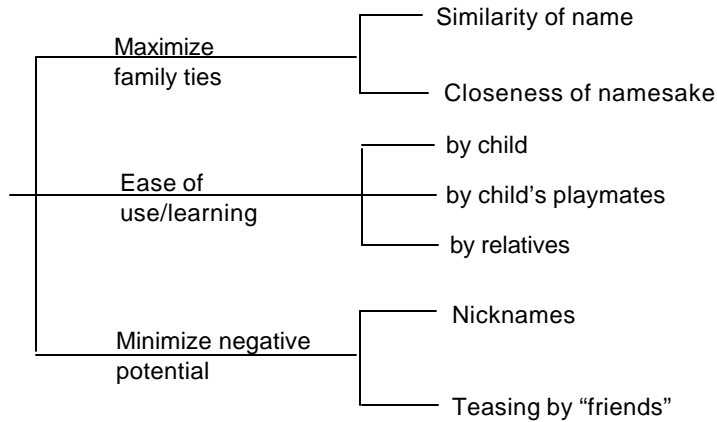 Similarity of name
Maximize
family ties
Closeness of namesake
by child
Ease of
use/learning
by child's playmates
by relatives
Nicknames
Minimize negative
potential
Teasing by “friends”